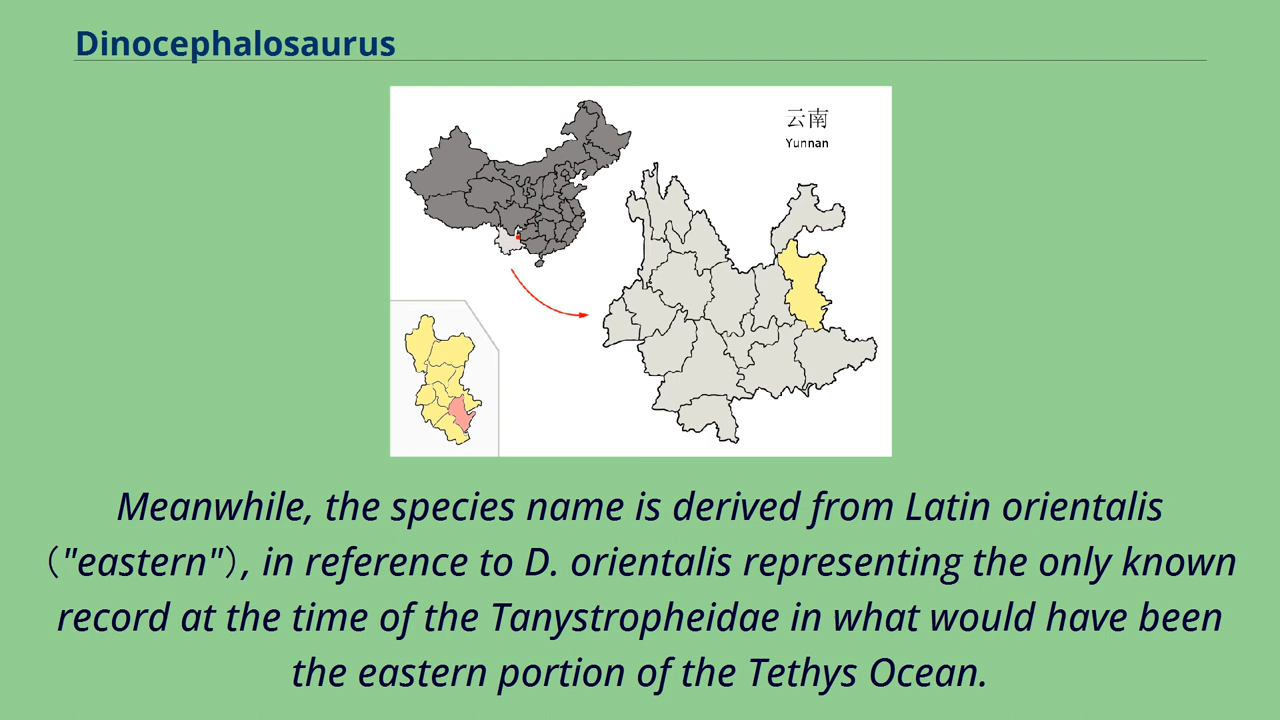 Dinocephalosaurus
云南
Yunnan
Meanwhile, the species name is derived from Latin orientalis
（"eastern"）, in reference to D. orientalis representing the only known
record at the time of the Tanystropheidae in what would have been
the eastern portion of the Tethys Ocean.